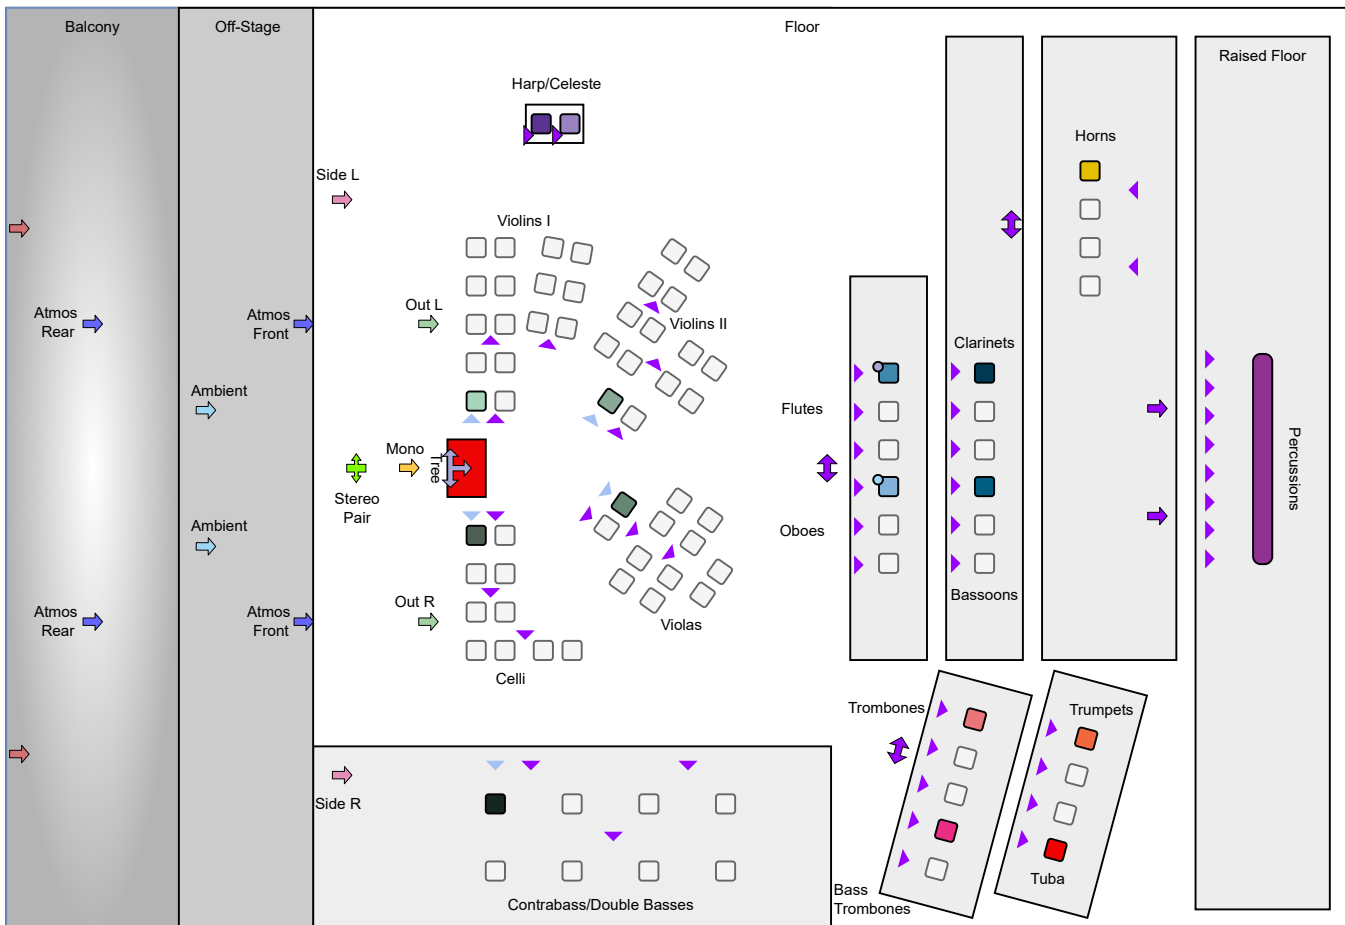 Balcony
Off-Stage
Floor
Raised Floor
Harp/Celeste
Horns
Side L
Violins I
Out L
Atmos
Rear
Atmos
Front
Violins II
Clarinets
Ambient
Flutes
Mono
Tree
Stereo
Pair
Percussions
Ambient
Oboes
Bassoons
Out R
Atmos
Rear
Atmos
Front
Violas
Celli
Trombones
Trumpets
Side R
Tuba
Bass
Trombones
Contrabass/Double Basses